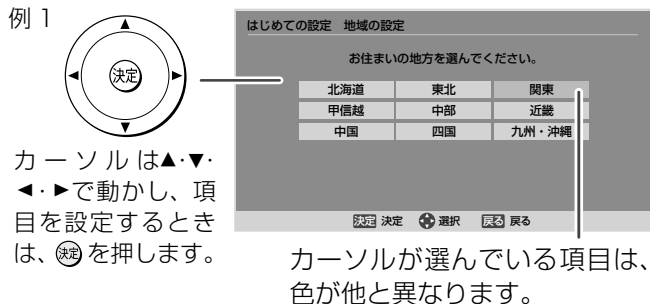 例 1
決定
カーソルは▲・▼・
◄・►で動かし、項
目を設定するとき
は、決定を押します。
はじめての設定 地域の設定
お住まいの地方を選んでください。
北海道 東北 関東
甲信越 中部 近畿
中国 四国 九州・沖縄
決定 決定 選択 戻る 戻る
カーソルが選んでいる項目は、
色が他と異なります。